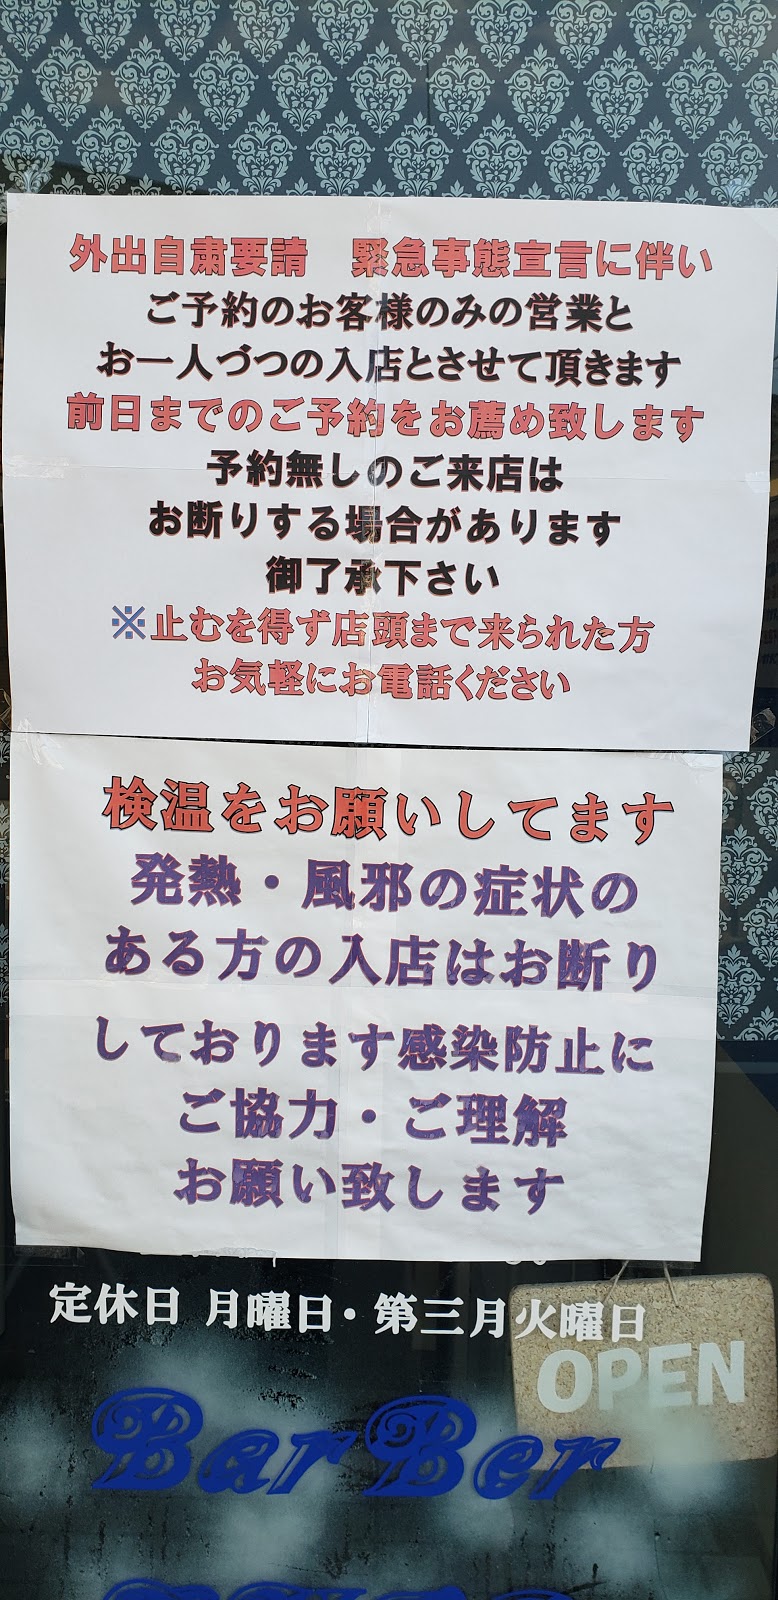 外出自粛要請　緊急事態宣言に伴い
ご予約のお客様のみの営業と
お一人づつの入店とさせて頂きます
前日までのご予約をお薦め致します
予約無しのご来店は
お断りする場合があります
御了承下さい
※止むを得ず店頭まで来られた方
お気軽にお電話ください
検温をお願いしてます
発熱・風邪の症状の
ある方の入店はお断り
しております感染防止に
ご協力・ご理解
お願い致します
定休日 月曜日・第三月火曜日
OPEN
BarBer